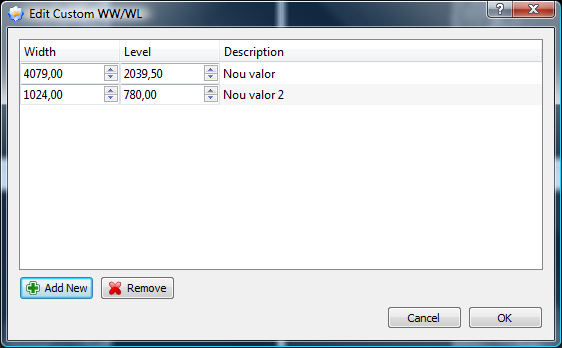 Edit Custom WW/WL
Width Level Description
4079,00 2039,50 Nou valor
1024,00 780,00 Nou valor 2
Add New Remove
Cancel OK